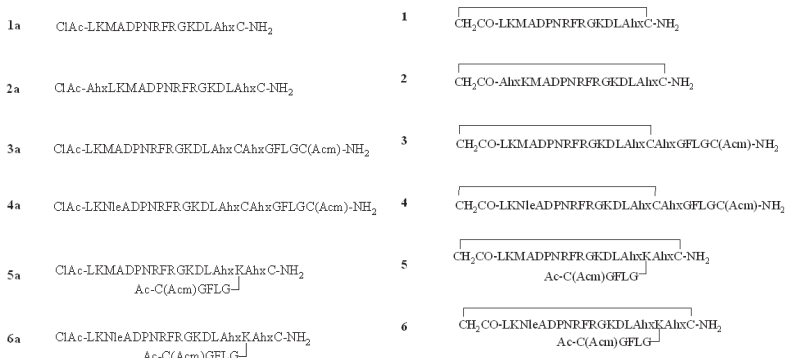 1a ClAc-LKMADPNRFRGKDLAhxC-NH₂
2a ClAc-AhxLKMADPNRFRGKDLAhxC-NH₂
3a ClAc-LKMADPNRFRGKDLAhxCAhxGFLGC(Acm)-NH₂
4a ClAc-LKNleADPNRFRGKDLAhxCAhxGFLGC(Acm)-NH₂
5a ClAc-LKMADPNRFRGKDLAhxKAhxC-NH₂
Ac-C(Acm)GFLG
6a ClAc-LKNleADPNRFRGKDLAhxKAhxC-NH₂
Ac-C(Acm)GFLG
1 CH₂CO-LKMADPNRFRGKDLAhxC-NH₂
2 CH₂CO-AhxKMADPNRFRGKDLAhxC-NH₂
3 CH₂CO-LKMADPNRFRGKDLAhxCAhxGFLGC(Acm)-NH₂
4 CH₂CO-LKNleADPNRFRGKDLAhxCAhxGFLGC(Acm)-NH₂
5 CH₂CO-LKMADPNRFRGKDLAhxKAhxC-NH₂
Ac-C(Acm)GFLG
6 CH₂CO-LKNleADPNRFRGKDLAhxKAhxC-NH₂
Ac-C(Acm)GFLG